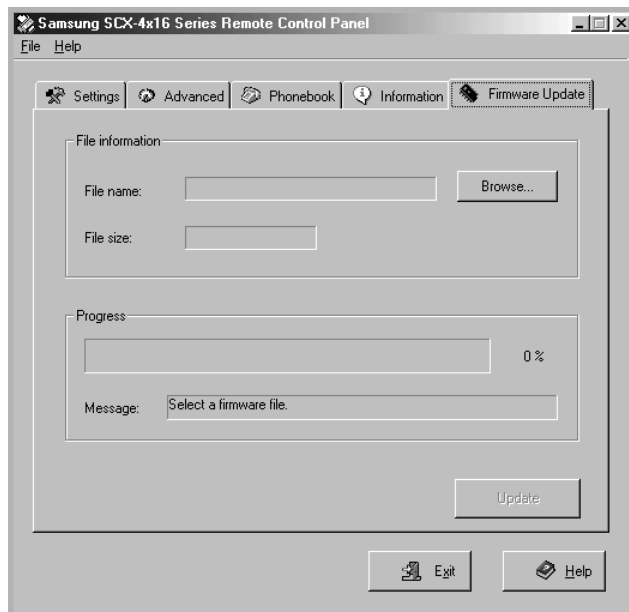 Samsung SCX-4x16 Series Remote Control Panel
File Help
Settings Advanced Phonebook Information Firmware Update
File information
File name: Browse...
File size:
Progress
0 %
Message: Select a firmware file.
Update
Exit Help